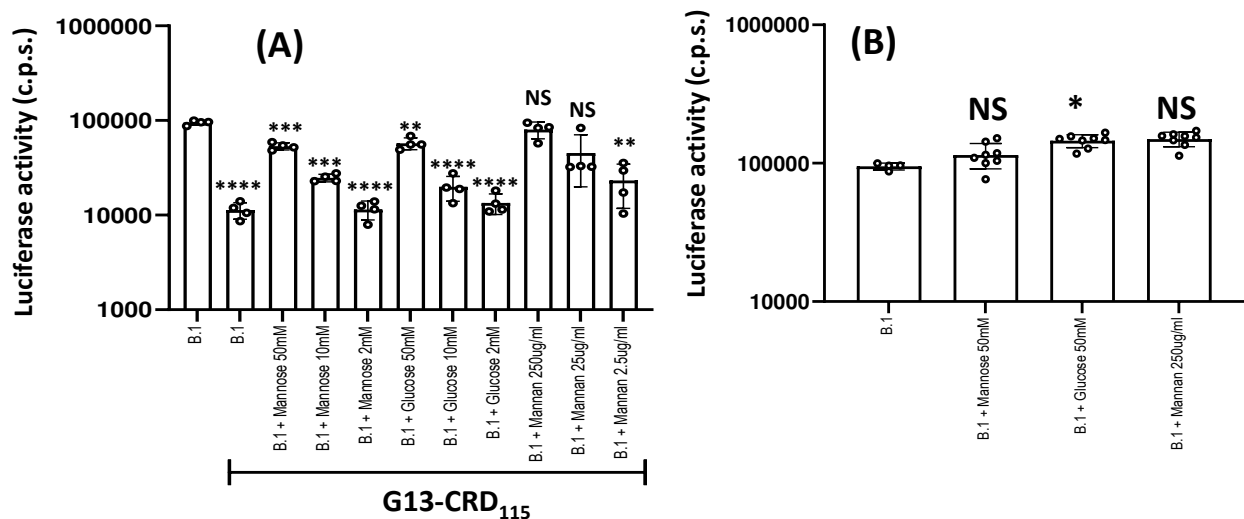 (A)
Luciferase activity (c.p.s.)
1000000
100000
10000
1000
****
***
***
****
**
****
****
NS
NS
**
B.1
B.1
B.1 + Mannose 50mM
B.1 + Mannose 10mM
B.1 + Mannose 2mM
B.1 + Glucose 50mM
B.1 + Glucose 10mM
B.1 + Glucose 2mM
B.1 + Mannan 250ug/ml
B.1 + Mannan 25ug/ml
B.1 + Mannan 2.5ug/ml
G13-CRD115
(B)
Luciferase activity (c.p.s.)
1000000
100000
10000
NS
*
NS
B.1
B.1 + Mannose 50mM
B.1 + Glucose 50mM
B.1 + Mannan 250ug/ml